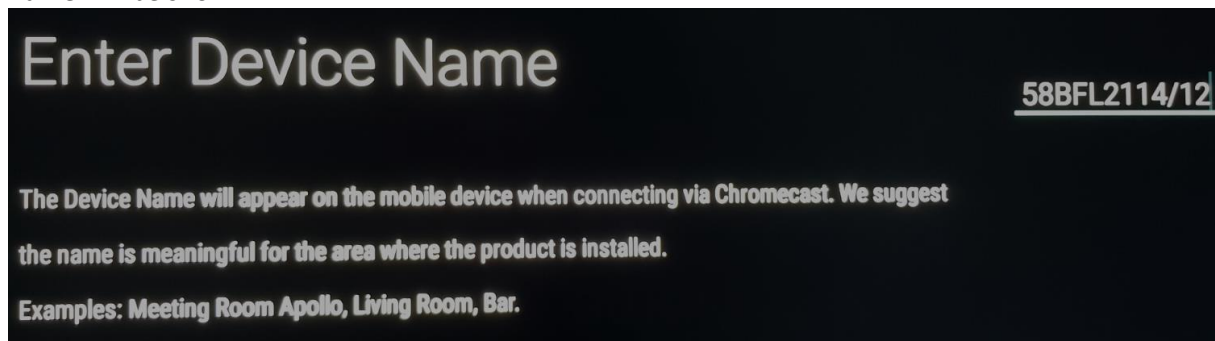 Enter Device Name
58BFL2114/12
The Device Name will appear on the mobile device when connecting via Chromecast. We suggest
the name is meaningful for the area where the product is installed.
Examples: Meeting Room Apollo, Living Room, Bar.